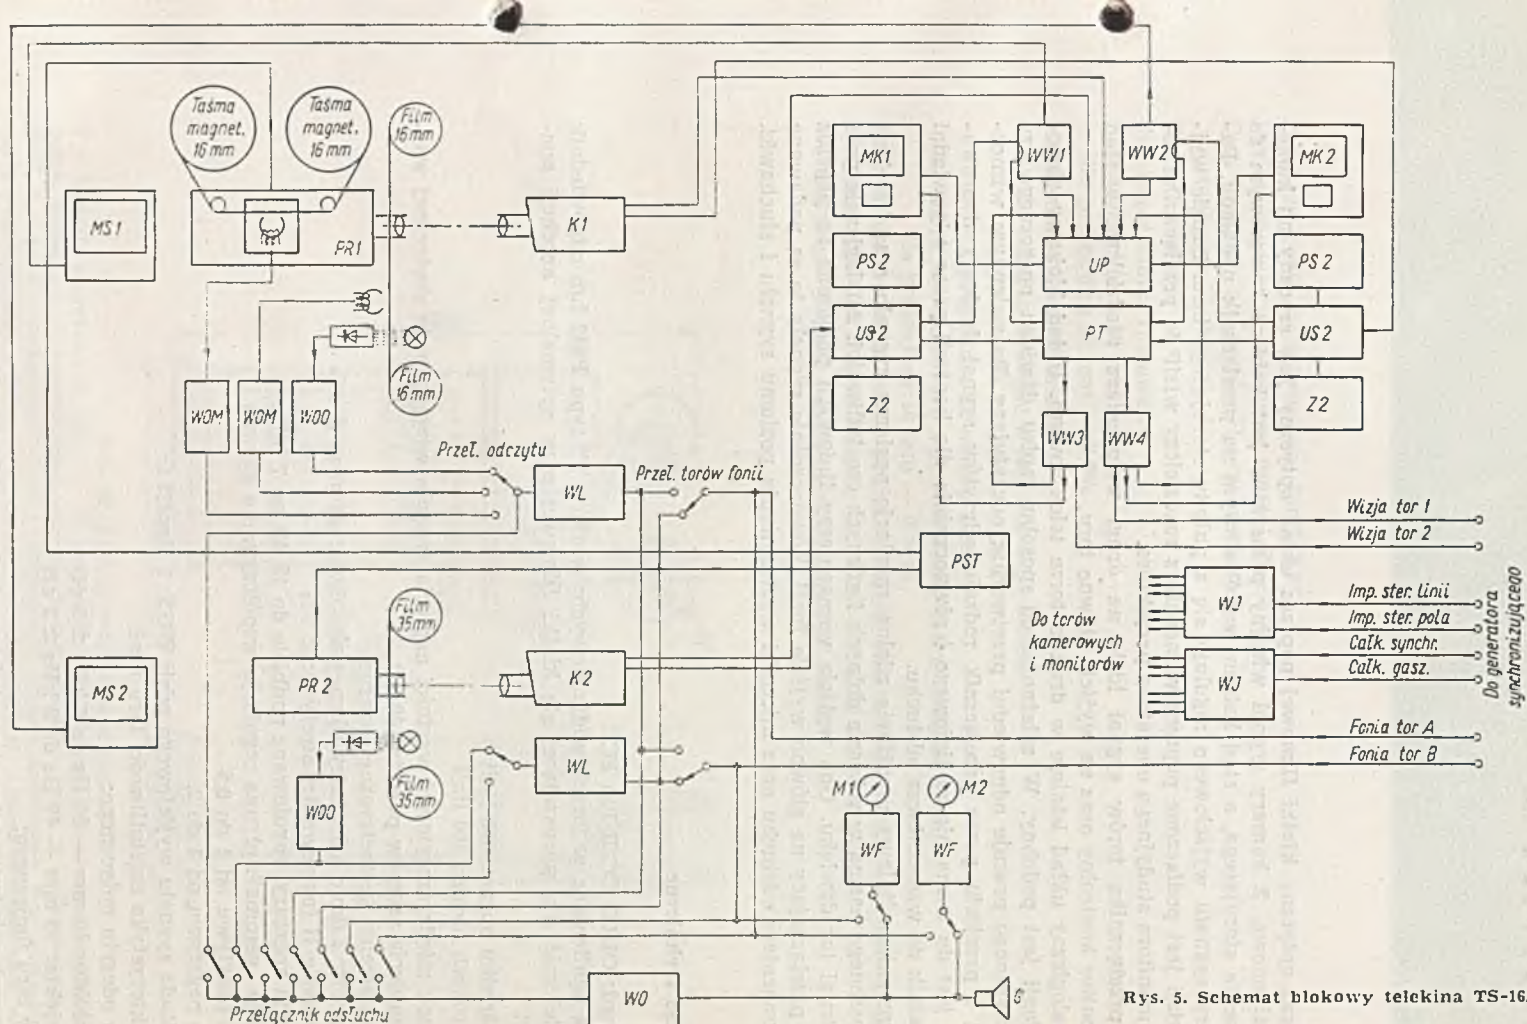 Taśma
magnet.
16 mm
Taśma
magnet.
16 mm
Film
16 mm
MS1
PR1
K1
MK1
WW1
WW2
MK2
PS2
UP
PS2
US2
PT
US2
Z2
WW3
WW4
Z2
Film
16 mm
WOM
WOM
WOO
Przeł. odczytu
WL
Przeł. torów fonii
Wizja tor 1
Wizja tor 2
PST
Film
35mm
Do torów
kamerowych
i monitorów
WJ
Imp. ster. linii
Imp. ster. pola
Całk. synchr.
Całk. gasz.
WJ
Do generatora
synchronizującego
MS2
PR2
K2
Fonia tor A
Fonia tor B
WL
Film
35mm
WOO
M1
M2
WF
WF
WO
G
Przełącznik odsłuchu
Rys. 5. Schemat blokowy telekina TS-16.